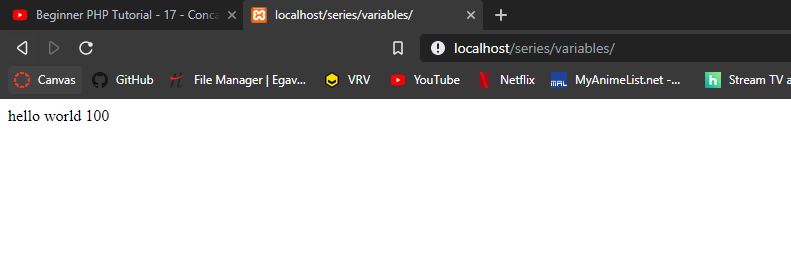 Beginner PHP Tutorial - 17 - Conca
localhost/series/variables/
localhost/series/variables/
Canvas GitHub File Manager | Egav... VRV YouTube Netflix MAL MyAnimeList.net -... h Stream TV a
hello world 100